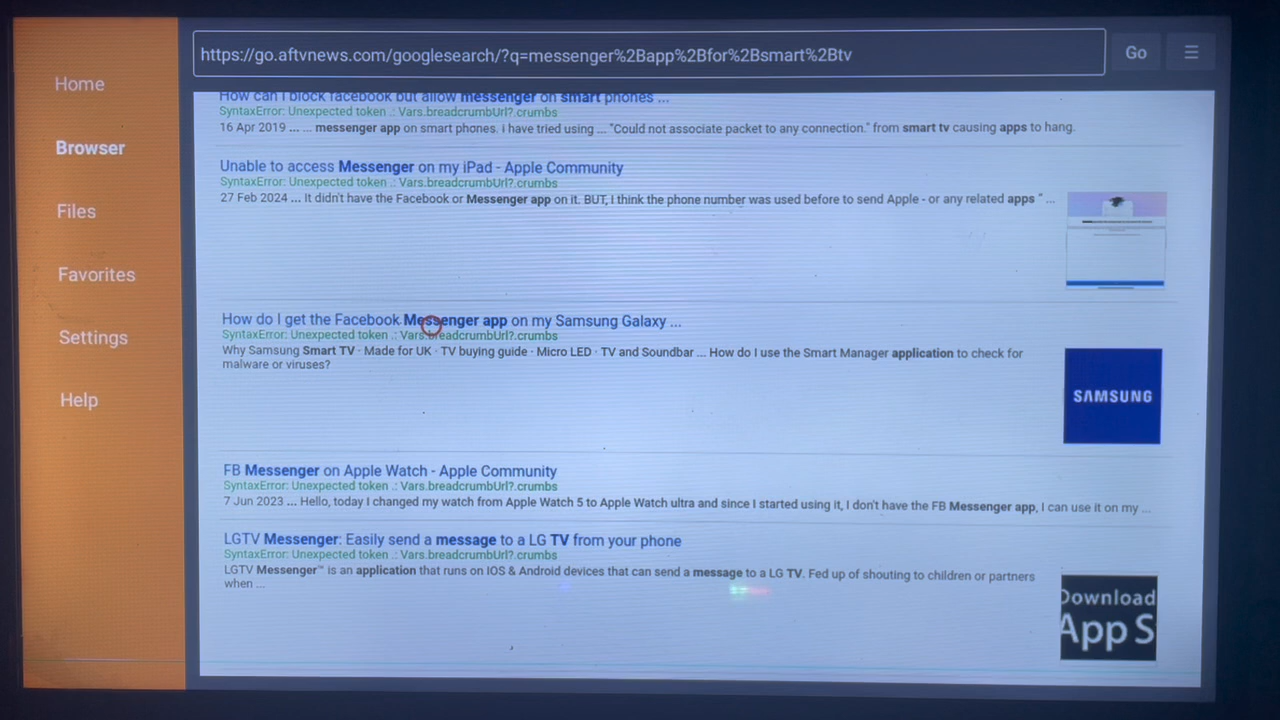 https://go.aftvnews.com/googlesearch/?q=messenger%2Bapp%2Bfor%2Bsmart%2Btv
Go
Home
Browser
Files
Favorites
Settings
Help
How can I block facebook but allow messenger on smart phones ...
SyntaxError: Unexpected token .: Vars.breadcrumbUrl?.crumbs
16 Apr 2019 ... ... messenger app on smart phones. i have tried using ... "Could not associate packet to any connection." from smart tv causing apps to hang.
Unable to access Messenger on my iPad - Apple Community
SyntaxError: Unexpected token .: Vars.breadcrumbUrl?.crumbs
27 Feb 2024 ... It didn't have the Facebook or Messenger app on it. BUT, I think the phone number was used before to send Apple - or any related apps " ...
How do I get the Facebook Messenger app on my Samsung Galaxy ...
SyntaxError: Unexpected token .: Vars.breadcrumbUrl?.crumbs
Why Samsung Smart TV · Made for UK · TV buying guide · Micro LED · TV and Soundbar ... How do I use the Smart Manager application to check for
malware or viruses?
SAMSUNG
FB Messenger on Apple Watch - Apple Community
SyntaxError: Unexpected token .: Vars.breadcrumbUrl?.crumbs
7 Jun 2023 ... Hello, today I changed my watch from Apple Watch 5 to Apple Watch ultra and since I started using it, I don't have the FB Messenger app, I can use it on my ...
LGTV Messenger: Easily send a message to a LG TV from your phone
SyntaxError: Unexpected token .: Vars.breadcrumbUrl?.crumbs
LGTV Messenger™ is an application that runs on IOS & Android devices that can send a message to a LG TV. Fed up of shouting to children or partners
when ...
Download
App S